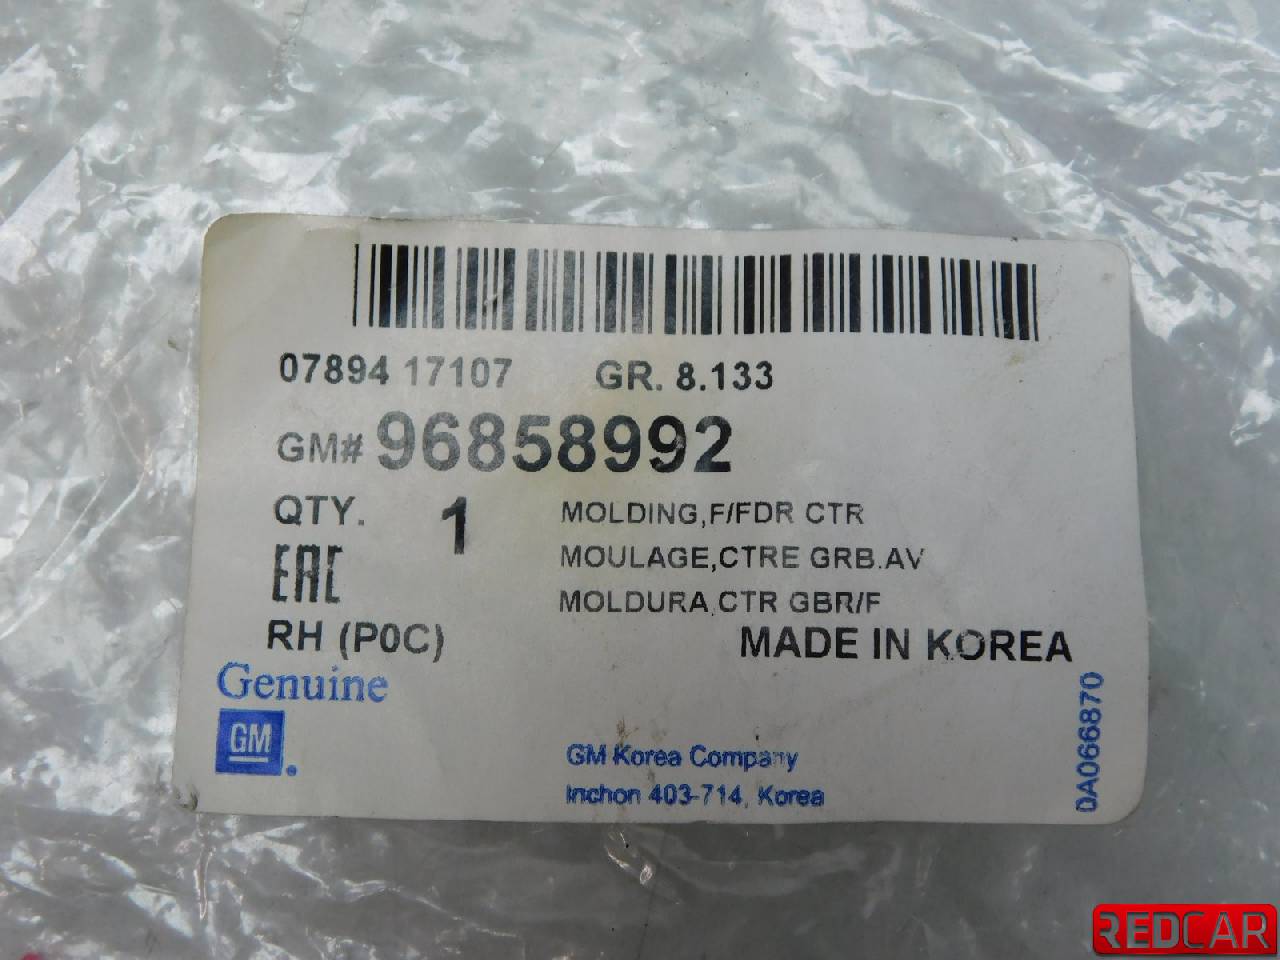 07894 17107 GR. 8.133
GM# 96858992
QTY. 1 MOLDING,F/FDR CTR
EAC MOULAGE,CTRE GRB.AV
MOLDURA,CTR GBR/F
RH (P0C) MADE IN KOREA
Genuine
GM
GM Korea Company
Inchon 403-714, Korea
DA066870
REDCAR